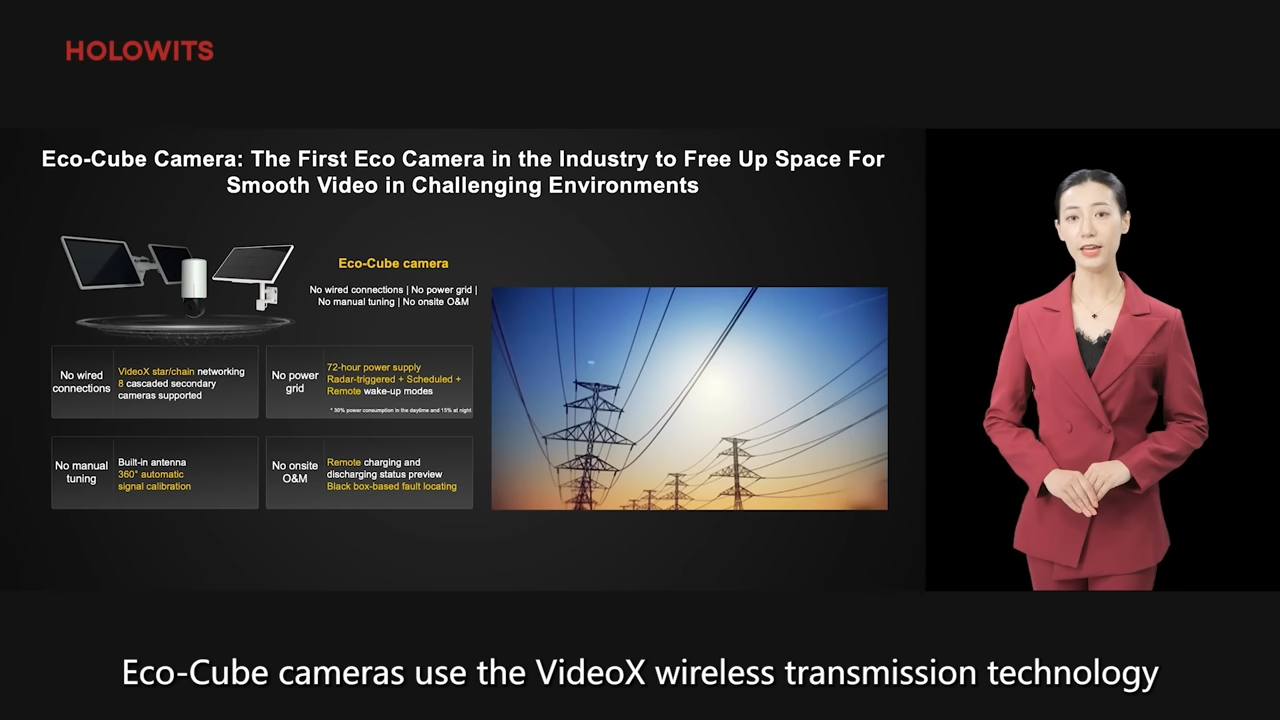 HOLOWITS
Eco-Cube Camera: The First Eco Camera in the Industry to Free Up Space For
Smooth Video in Challenging Environments
Eco-Cube camera
No wired connections | No power grid |
No manual tuning | No onsite O&M
No wired
connections
VideoX star/chain networking
8 cascaded secondary
cameras supported
No power
grid
72-hour power supply
Radar-triggered + Scheduled +
Remote wake-up modes
* 30% power consumption in the daytime and 15% at night
No manual
tuning
Built-in antenna
360° automatic
signal calibration
No onsite
O&M
Remote charging and
discharging status preview
Black box-based fault locating
Eco-Cube cameras use the VideoX wireless transmission technology